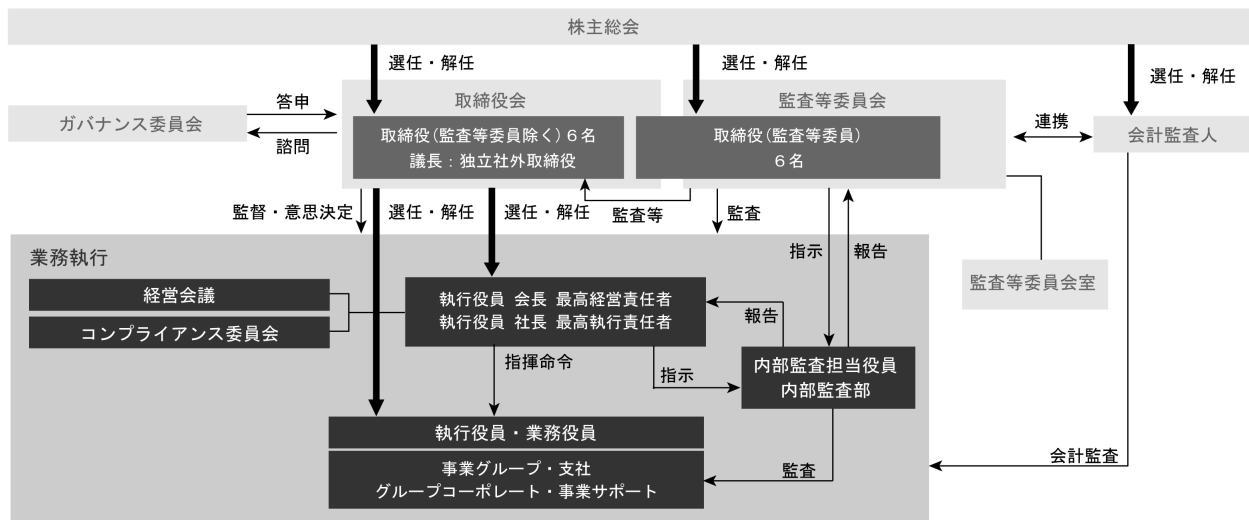 株主総会
選任・解任
選任・解任
選任・解任
ガバナンス委員会
答申
諮問
取締役会
取締役(監査等委員除く)6名
議長:独立社外取締役
監査等委員会
取締役(監査等委員)
6名
連携
会計監査人
監督・意思決定
選任・解任
選任・解任
監査等
監査
指示
報告
監査等委員会室
業務執行
経営会議
コンプライアンス委員会
執行役員 会長 最高経営責任者
執行役員 社長 最高執行責任者
報告
指揮命令
指示
内部監査担当役員
内部監査部
執行役員・業務役員
事業グループ・支社
グループコーポレート・事業サポート
監査
会計監査